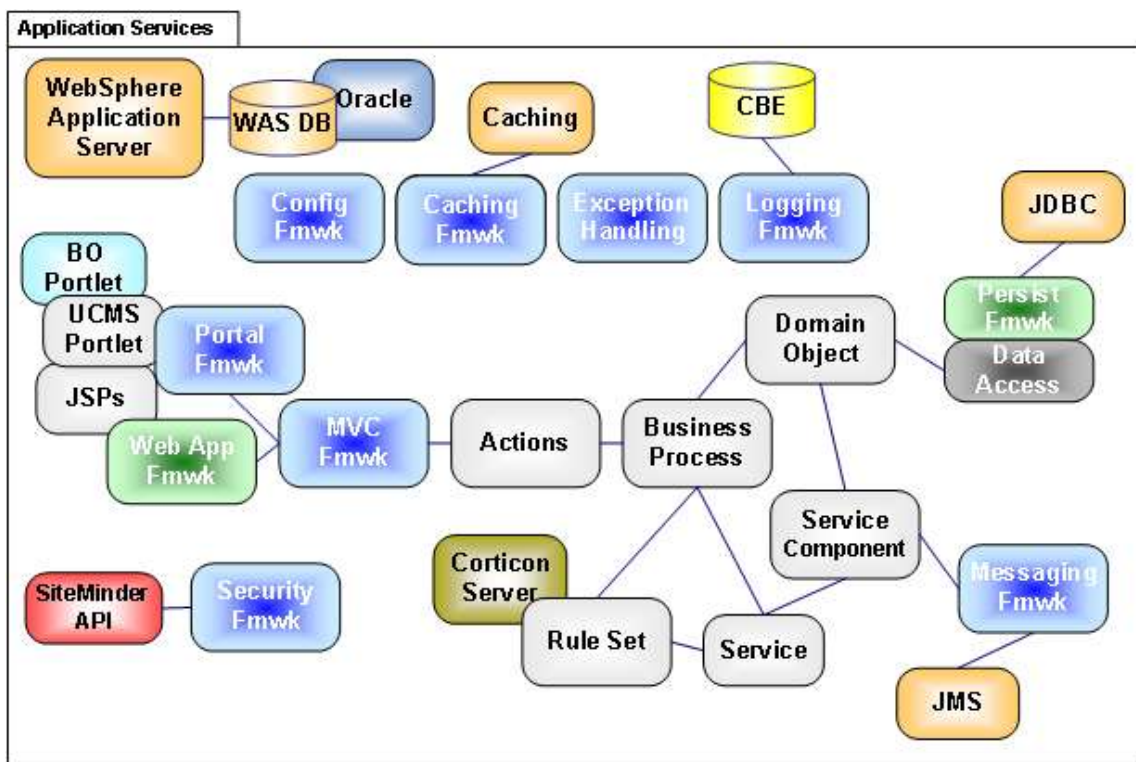 Application Services
WebSphere
Application
Server
WAS DB
Oracle
Caching
CBE
Config
Fmwk
Caching
Fmwk
Exception
Handling
Logging
Fmwk
JDBC
BO
Portlet
UCMS
Portlet
JSPs
Portal
Fmwk
Web App
Fmwk
MVC
Fmwk
Actions
Business
Process
Domain
Object
Persist
Fmwk
Data
Access
Service
Component
Corticon
Server
Rule Set
Service
Messaging
Fmwk
JMS
SiteMinder
API
Security
Fmwk